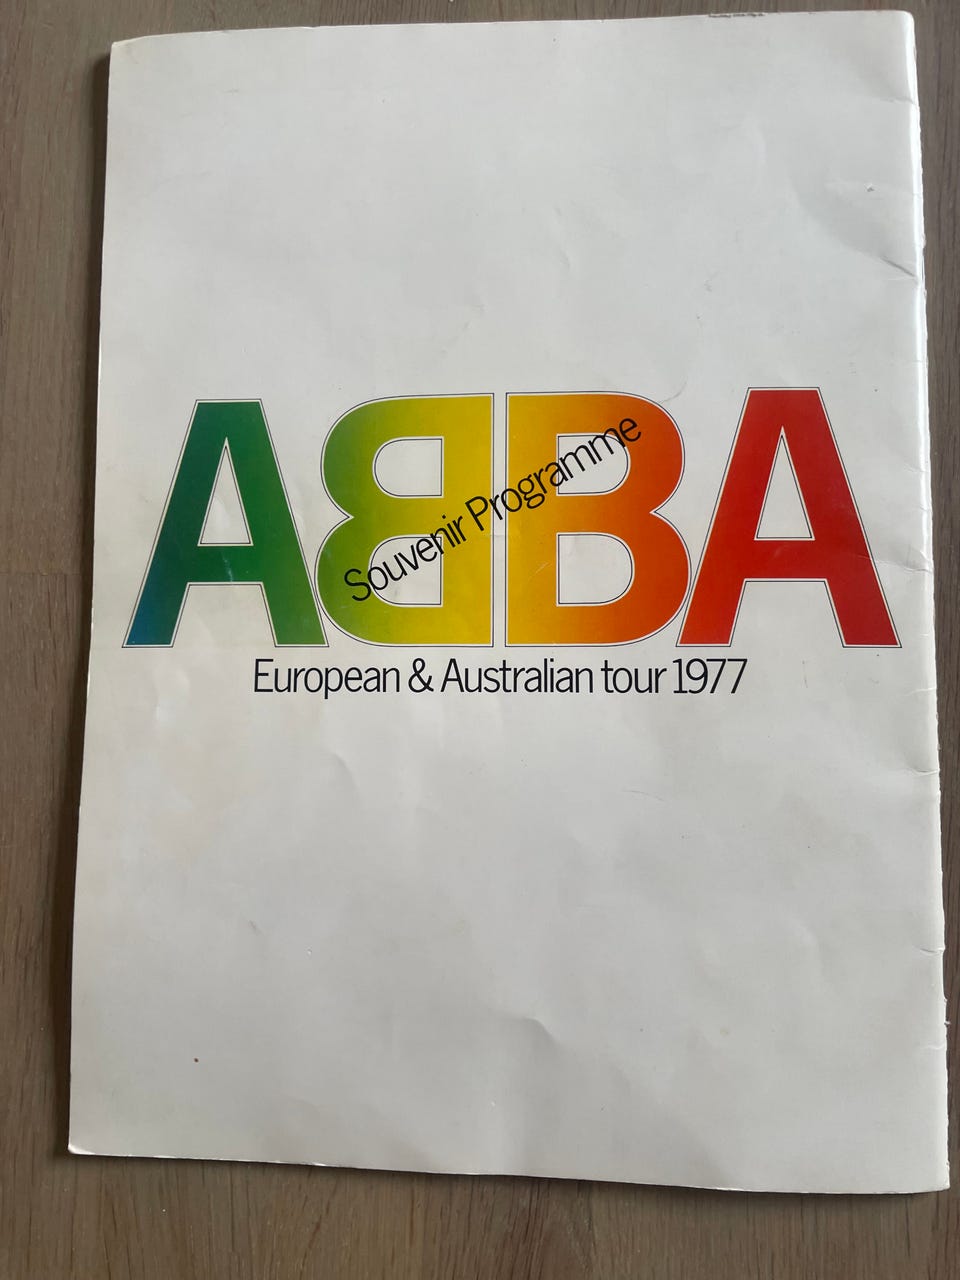 ABBA
Souvenir Programme
European & Australian tour 1977